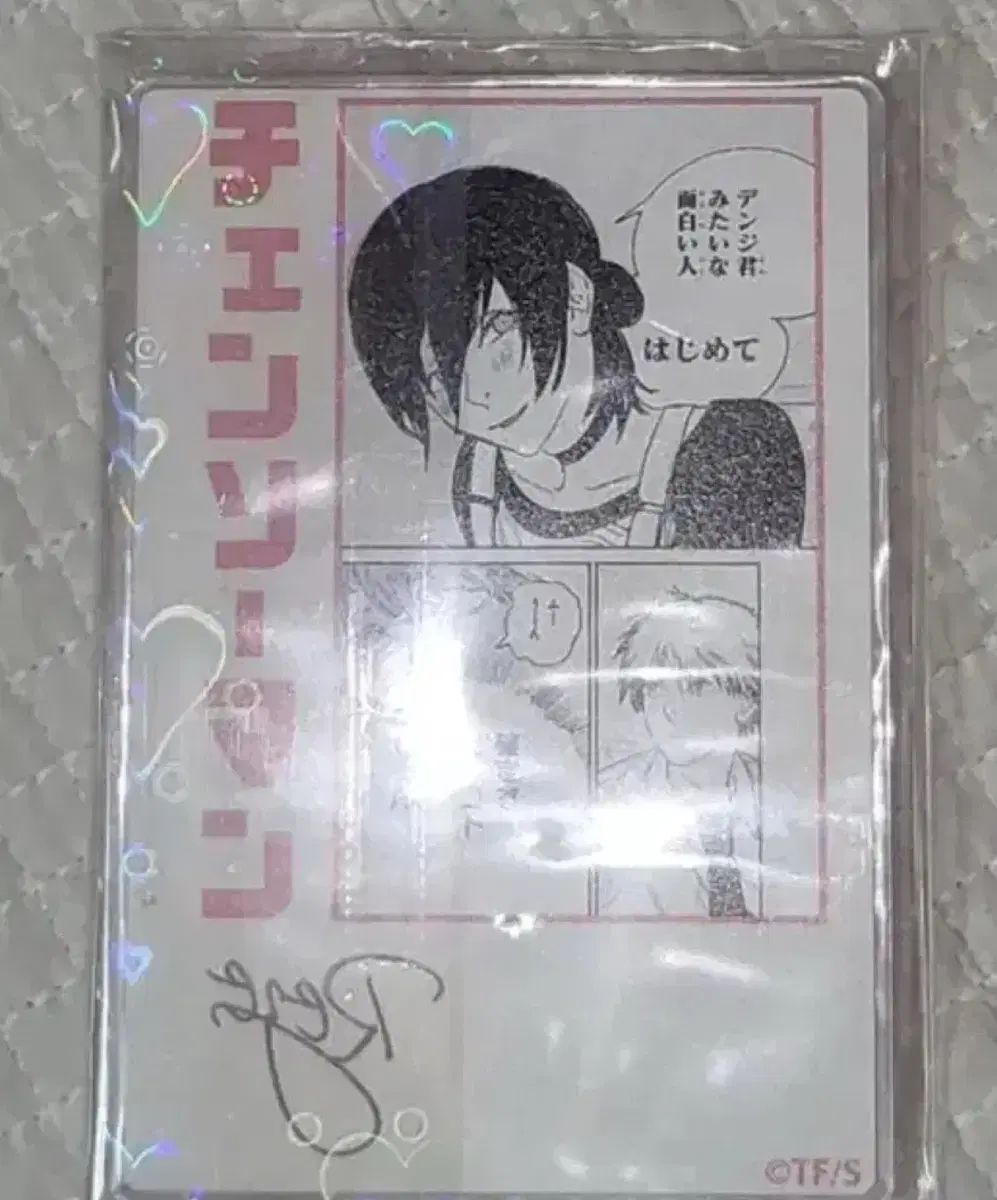 チェンソーマン
デンジ君
みたいな
面白い人
はじめて
©TF/S